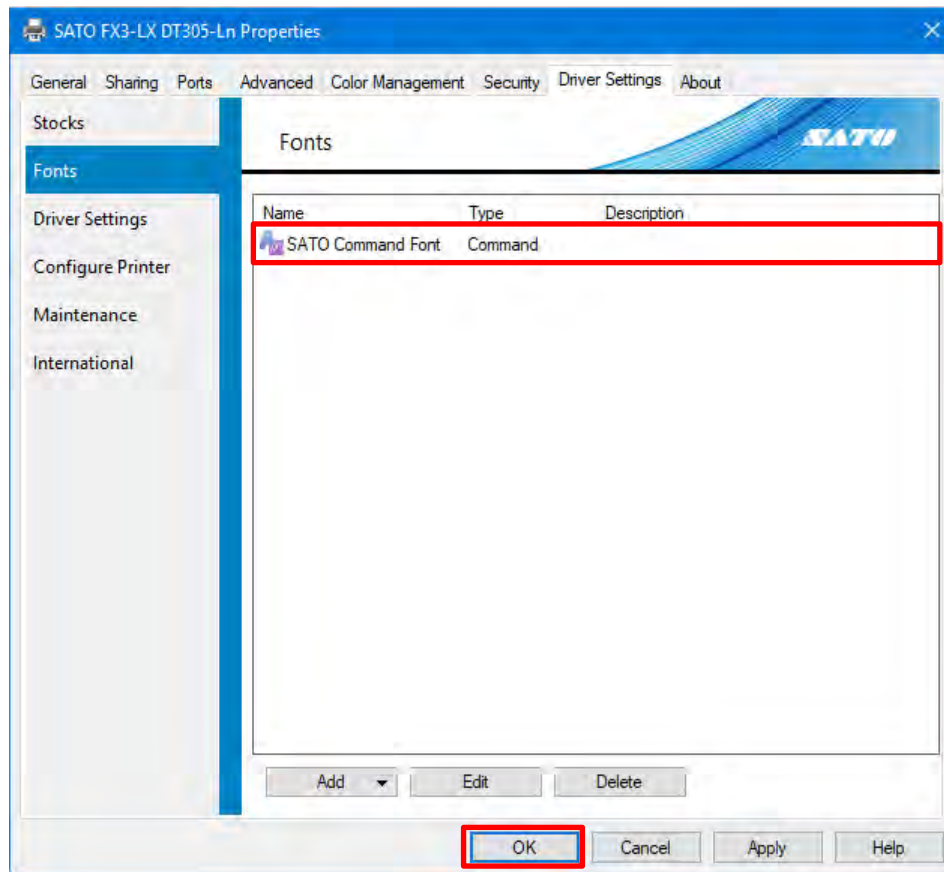 SATO FX3-LX DT305-Ln Properties
General Sharing Ports Advanced Color Management Security Driver Settings About
Stocks
Fonts
Driver Settings
Configure Printer
Maintenance
International
Fonts
SATO
Name Type Description
SATO Command Font Command
Add Edit Delete
OK Cancel Apply Help